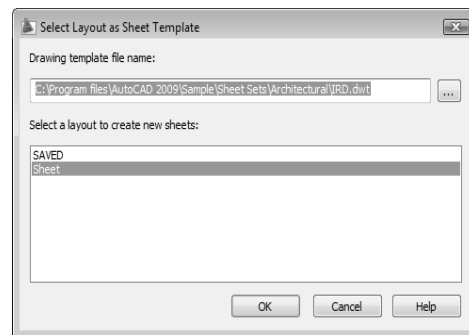 Select Layout as Sheet Template
Drawing template file name:
C:\Program files\AutoCAD 2009\Sample\Sheet Sets\Architectural\IRD.dwt
...
Select a layout to create new sheets:
SAVED
Sheet
OK Cancel Help